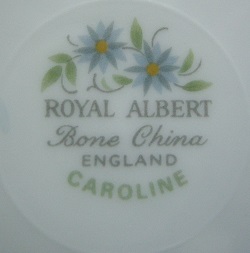 ROYAL ALBERT
Bone China
ENGLAND
CAROLINE